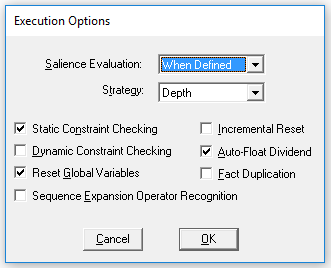 Execution Options
Salience Evaluation: When Defined
Strategy: Depth
Static Constraint Checking Incremental Reset
Dynamic Constraint Checking Auto-Float Dividend
Reset Global Variables Fact Duplication
Sequence Expansion Operator Recognition
Cancel OK